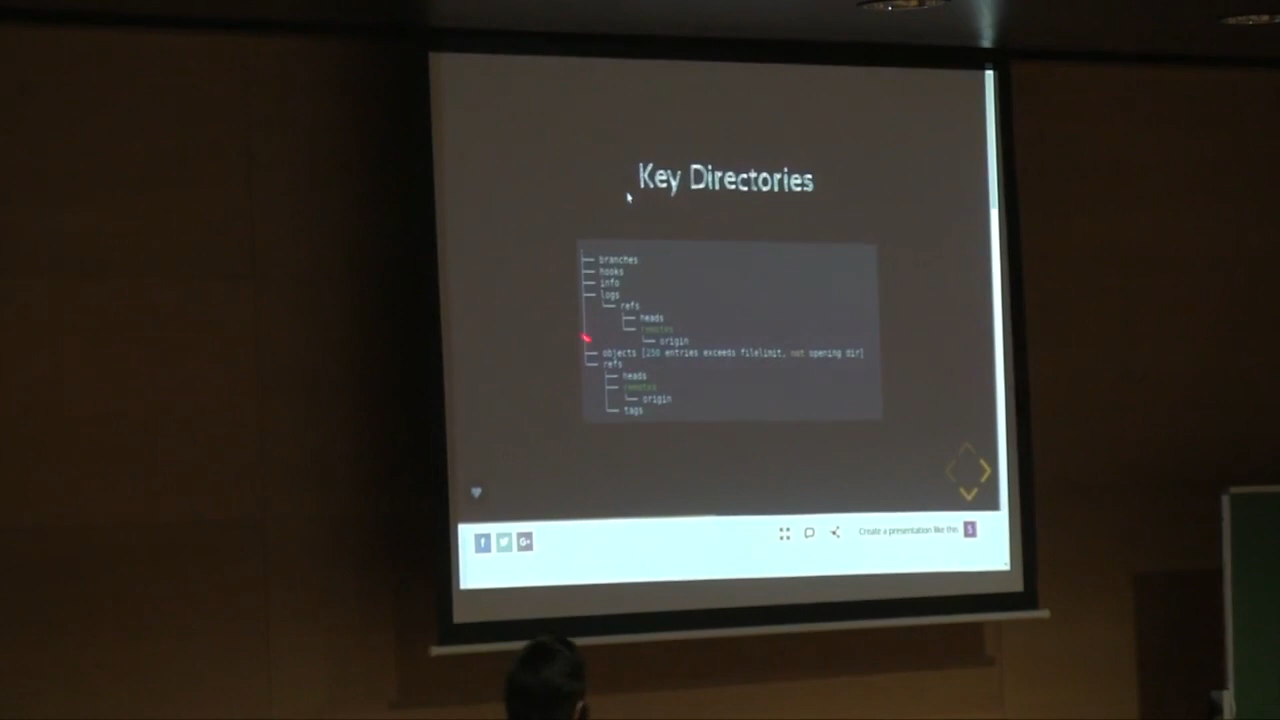 Key Directories
├── branches
├── hooks
├── info
├── logs
│   └── refs
│       ├── heads
│       └── remotes
│           └── origin
├── objects [250 entries exceeds filelimit, not opening dir]
└── refs
    ├── heads
    ├── remotes
    │   └── origin
    └── tags
f G+ Create a presentation like this S